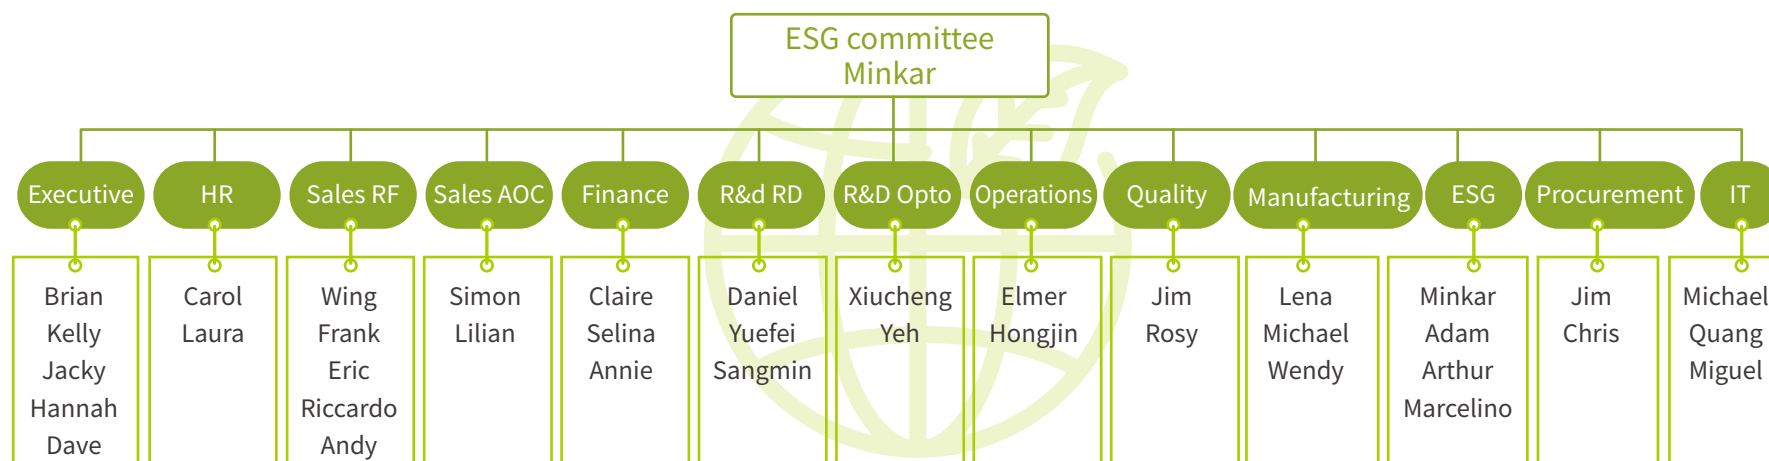 ESG committee
Minkar
Executive
HR
Sales RF
Sales AOC
Finance
R&d RD
R&D Opto
Operations
Quality
Manufacturing
ESG
Procurement
IT
Brian
Kelly
Jacky
Hannah
Dave
Carol
Laura
Wing
Frank
Eric
Riccardo
Andy
Simon
Lilian
Claire
Selina
Annie
Daniel
Yuefei
Sangmin
Xiucheng
Yeh
Elmer
Hongjin
Jim
Rosy
Lena
Michael
Wendy
Minkar
Adam
Arthur
Marcelino
Jim
Chris
Michael
Quang
Miguel